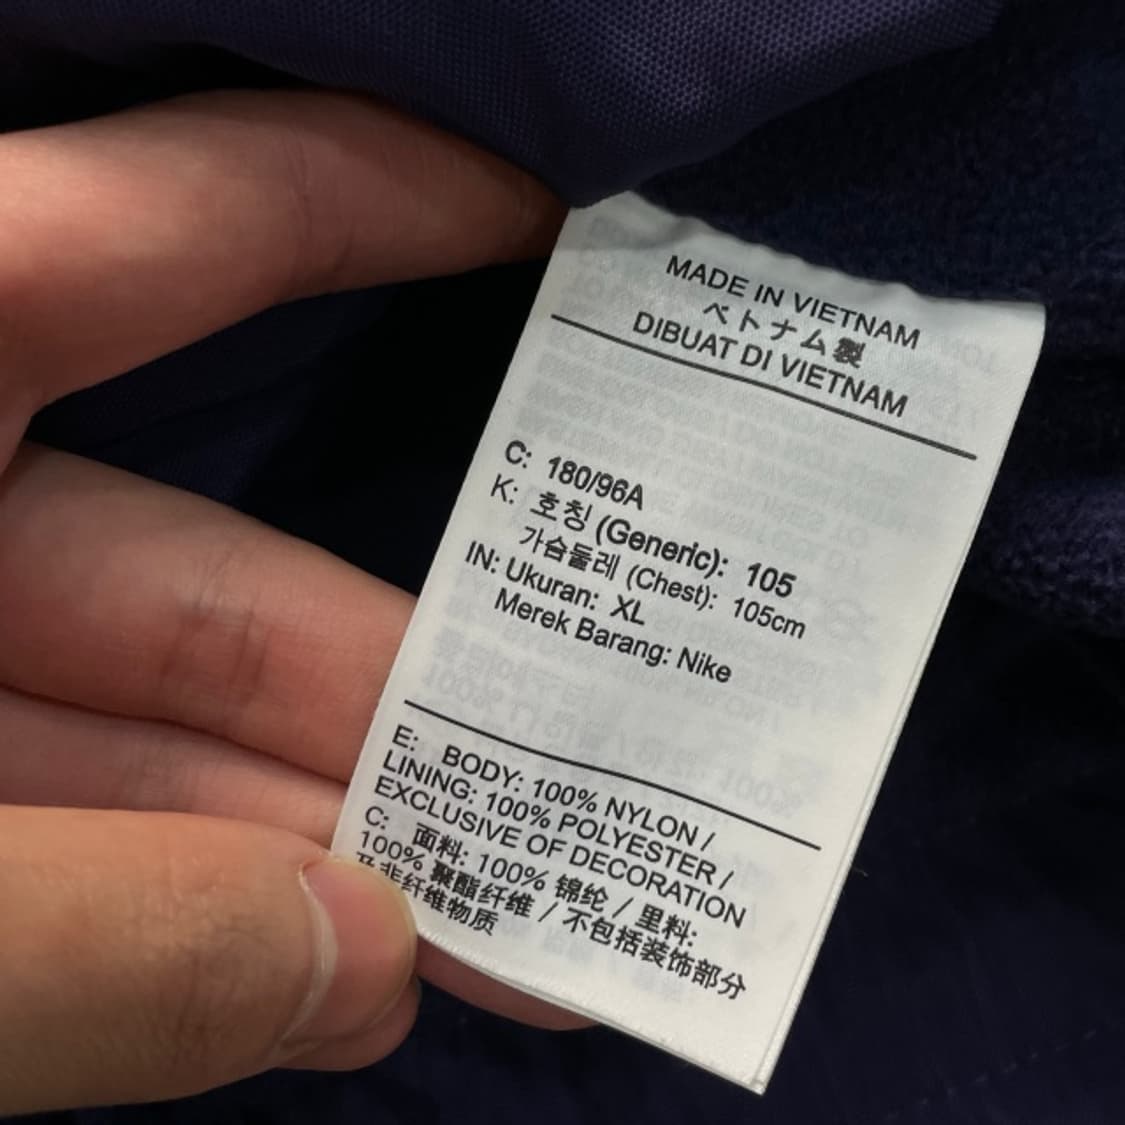 MADE IN VIETNAM
ベトナム製
DIBUAT DI VIETNAM
C: 180/96A
K: 호칭 (Generic): 105
가슴둘레 (Chest): 105cm
IN: Ukuran: XL
Merek Barang: Nike
E: BODY: 100% NYLON /
LINING: 100% POLYESTER /
EXCLUSIVE OF DECORATION
C: 面料: 100% 锦纶 / 里料:
100% 聚酯纤维 / 不包括装饰部分
及非纤维物质